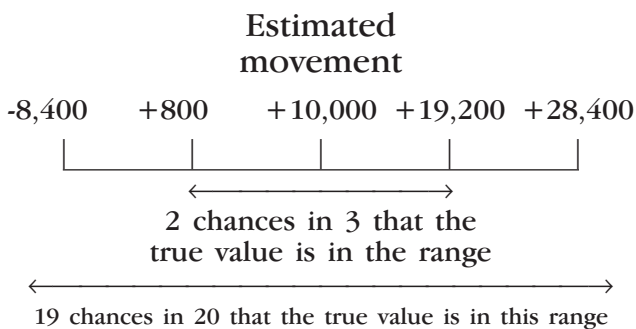 Estimated
movement
-8,400 +800 +10,000 +19,200 +28,400
2 chances in 3 that the
true value is in the range
19 chances in 20 that the true value is in this range